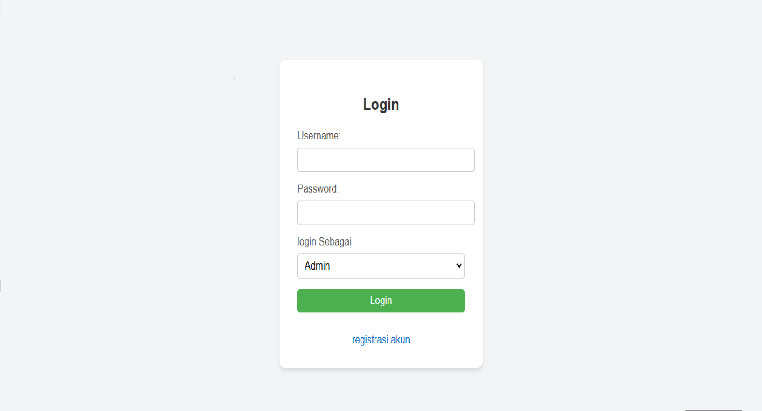 Login
Username:
Password:
login Sebagai
Admin
Login
registrasi akun